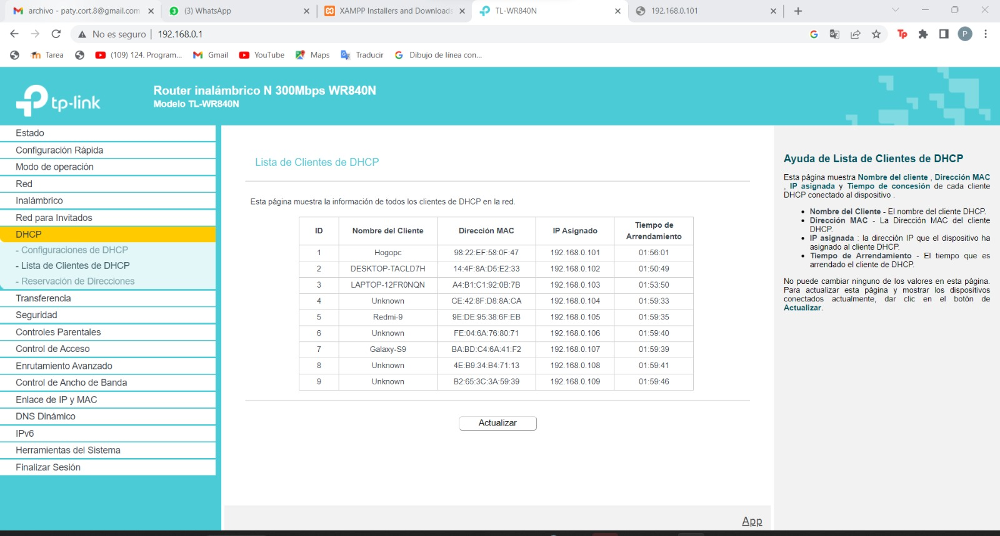 archivo - paty.cort.8@gmail.com
3 (3) WhatsApp
XAMPP Installers and Downloads
TL-WR840N
192.168.0.101
No es seguro | 192.168.0.1
Tp
P
Tarea
(109) 124. Program...
Gmail
YouTube
Maps
Traducir
Dibujo de línea con...
tp-link
Router inalámbrico N 300Mbps WR840N
Modelo TL-WR840N
Estado
Configuración Rápida
Modo de operación
Red
Inalámbrico
Red para Invitados
DHCP
- Configuraciones de DHCP
- Lista de Clientes de DHCP
- Reservación de Direcciones
Transferencia
Seguridad
Controles Parentales
Control de Acceso
Enrutamiento Avanzado
Control de Ancho de Banda
Enlace de IP y MAC
DNS Dinámico
IPv6
Herramientas del Sistema
Finalizar Sesión
Lista de Clientes de DHCP
Esta página muestra la información de todos los clientes de DHCP en la red.
ID Nombre del Cliente Dirección MAC IP Asignado Tiempo de Arrendamiento
1 Hogopc 98:22:EF:58:0F:47 192.168.0.101 01:56:01
2 DESKTOP-TACLD7H 14:4F:8A:D5:E2:33 192.168.0.102 01:50:49
3 LAPTOP-12FR0NQN A4:B1:C1:92:0B:7B 192.168.0.103 01:53:50
4 Unknown CE:42:8F:D8:8A:CA 192.168.0.104 01:59:33
5 Redmi-9 9E:DE:95:38:6F:EB 192.168.0.105 01:59:35
6 Unknown FE:04:6A:76:80:71 192.168.0.106 01:59:40
7 Galaxy-S9 BA:BD:C4:6A:41:F2 192.168.0.107 01:59:39
8 Unknown 4E:B9:34:B4:71:13 192.168.0.108 01:59:41
9 Unknown B2:65:3C:3A:59:39 192.168.0.109 01:59:46
Actualizar
App
Ayuda de Lista de Clientes de DHCP
Esta página muestra Nombre del cliente , Dirección MAC
, IP asignada y Tiempo de concesión de cada cliente
DHCP conectado al dispositivo .
• Nombre del Cliente - El nombre del cliente DHCP.
• Dirección MAC - La Dirección MAC del cliente
DHCP.
• IP asignada : la dirección IP que el dispositivo ha
asignado al cliente DHCP.
• Tiempo de Arrendamiento - El tiempo que es
arrendado el cliente de DHCP.
No puede cambiar ninguno de los valores en esta página.
Para actualizar esta página y mostrar los dispositivos
conectados actualmente, dar clic en el botón de
Actualizar.